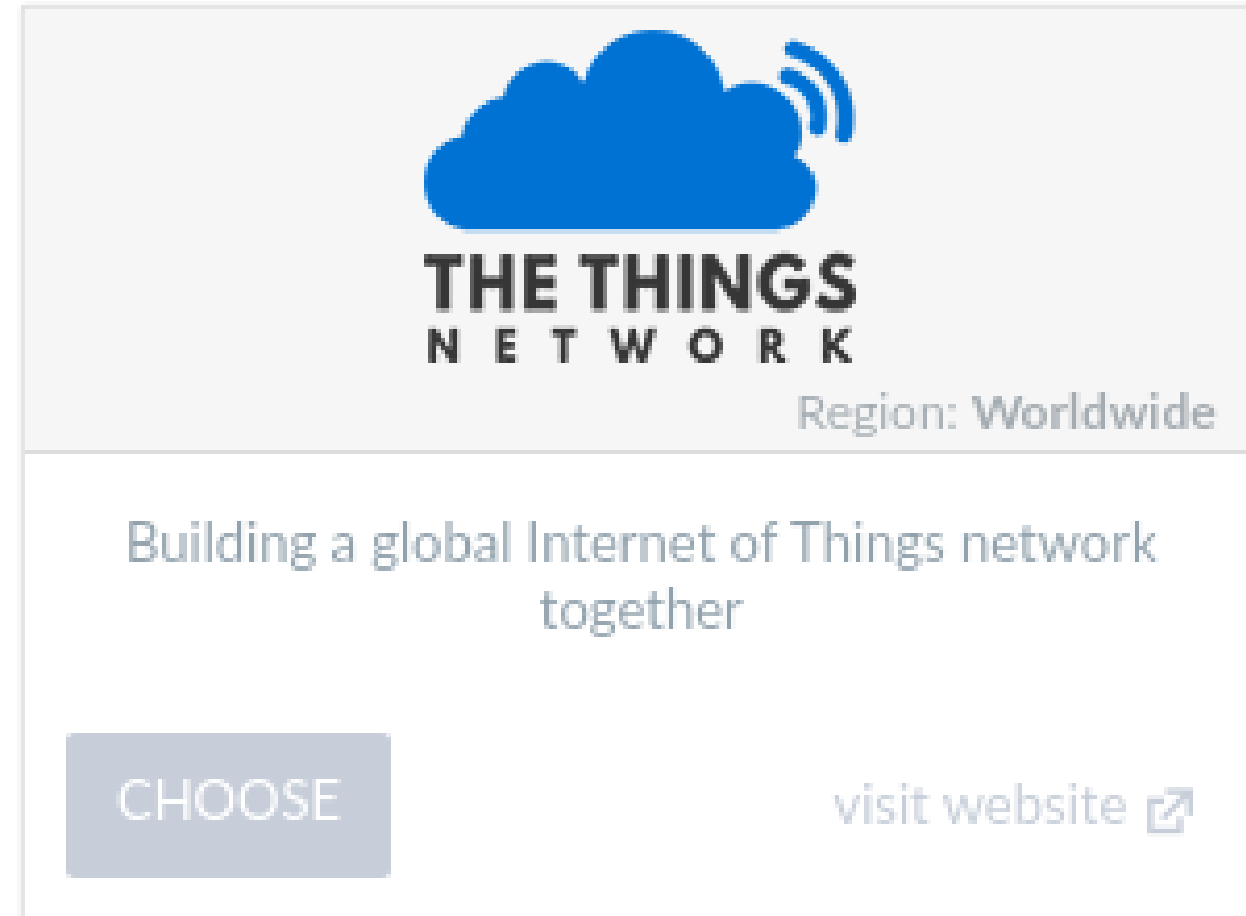 THE THINGS
NETWORK
Region: Worldwide
Building a global Internet of Things network
together
CHOOSE
visit website